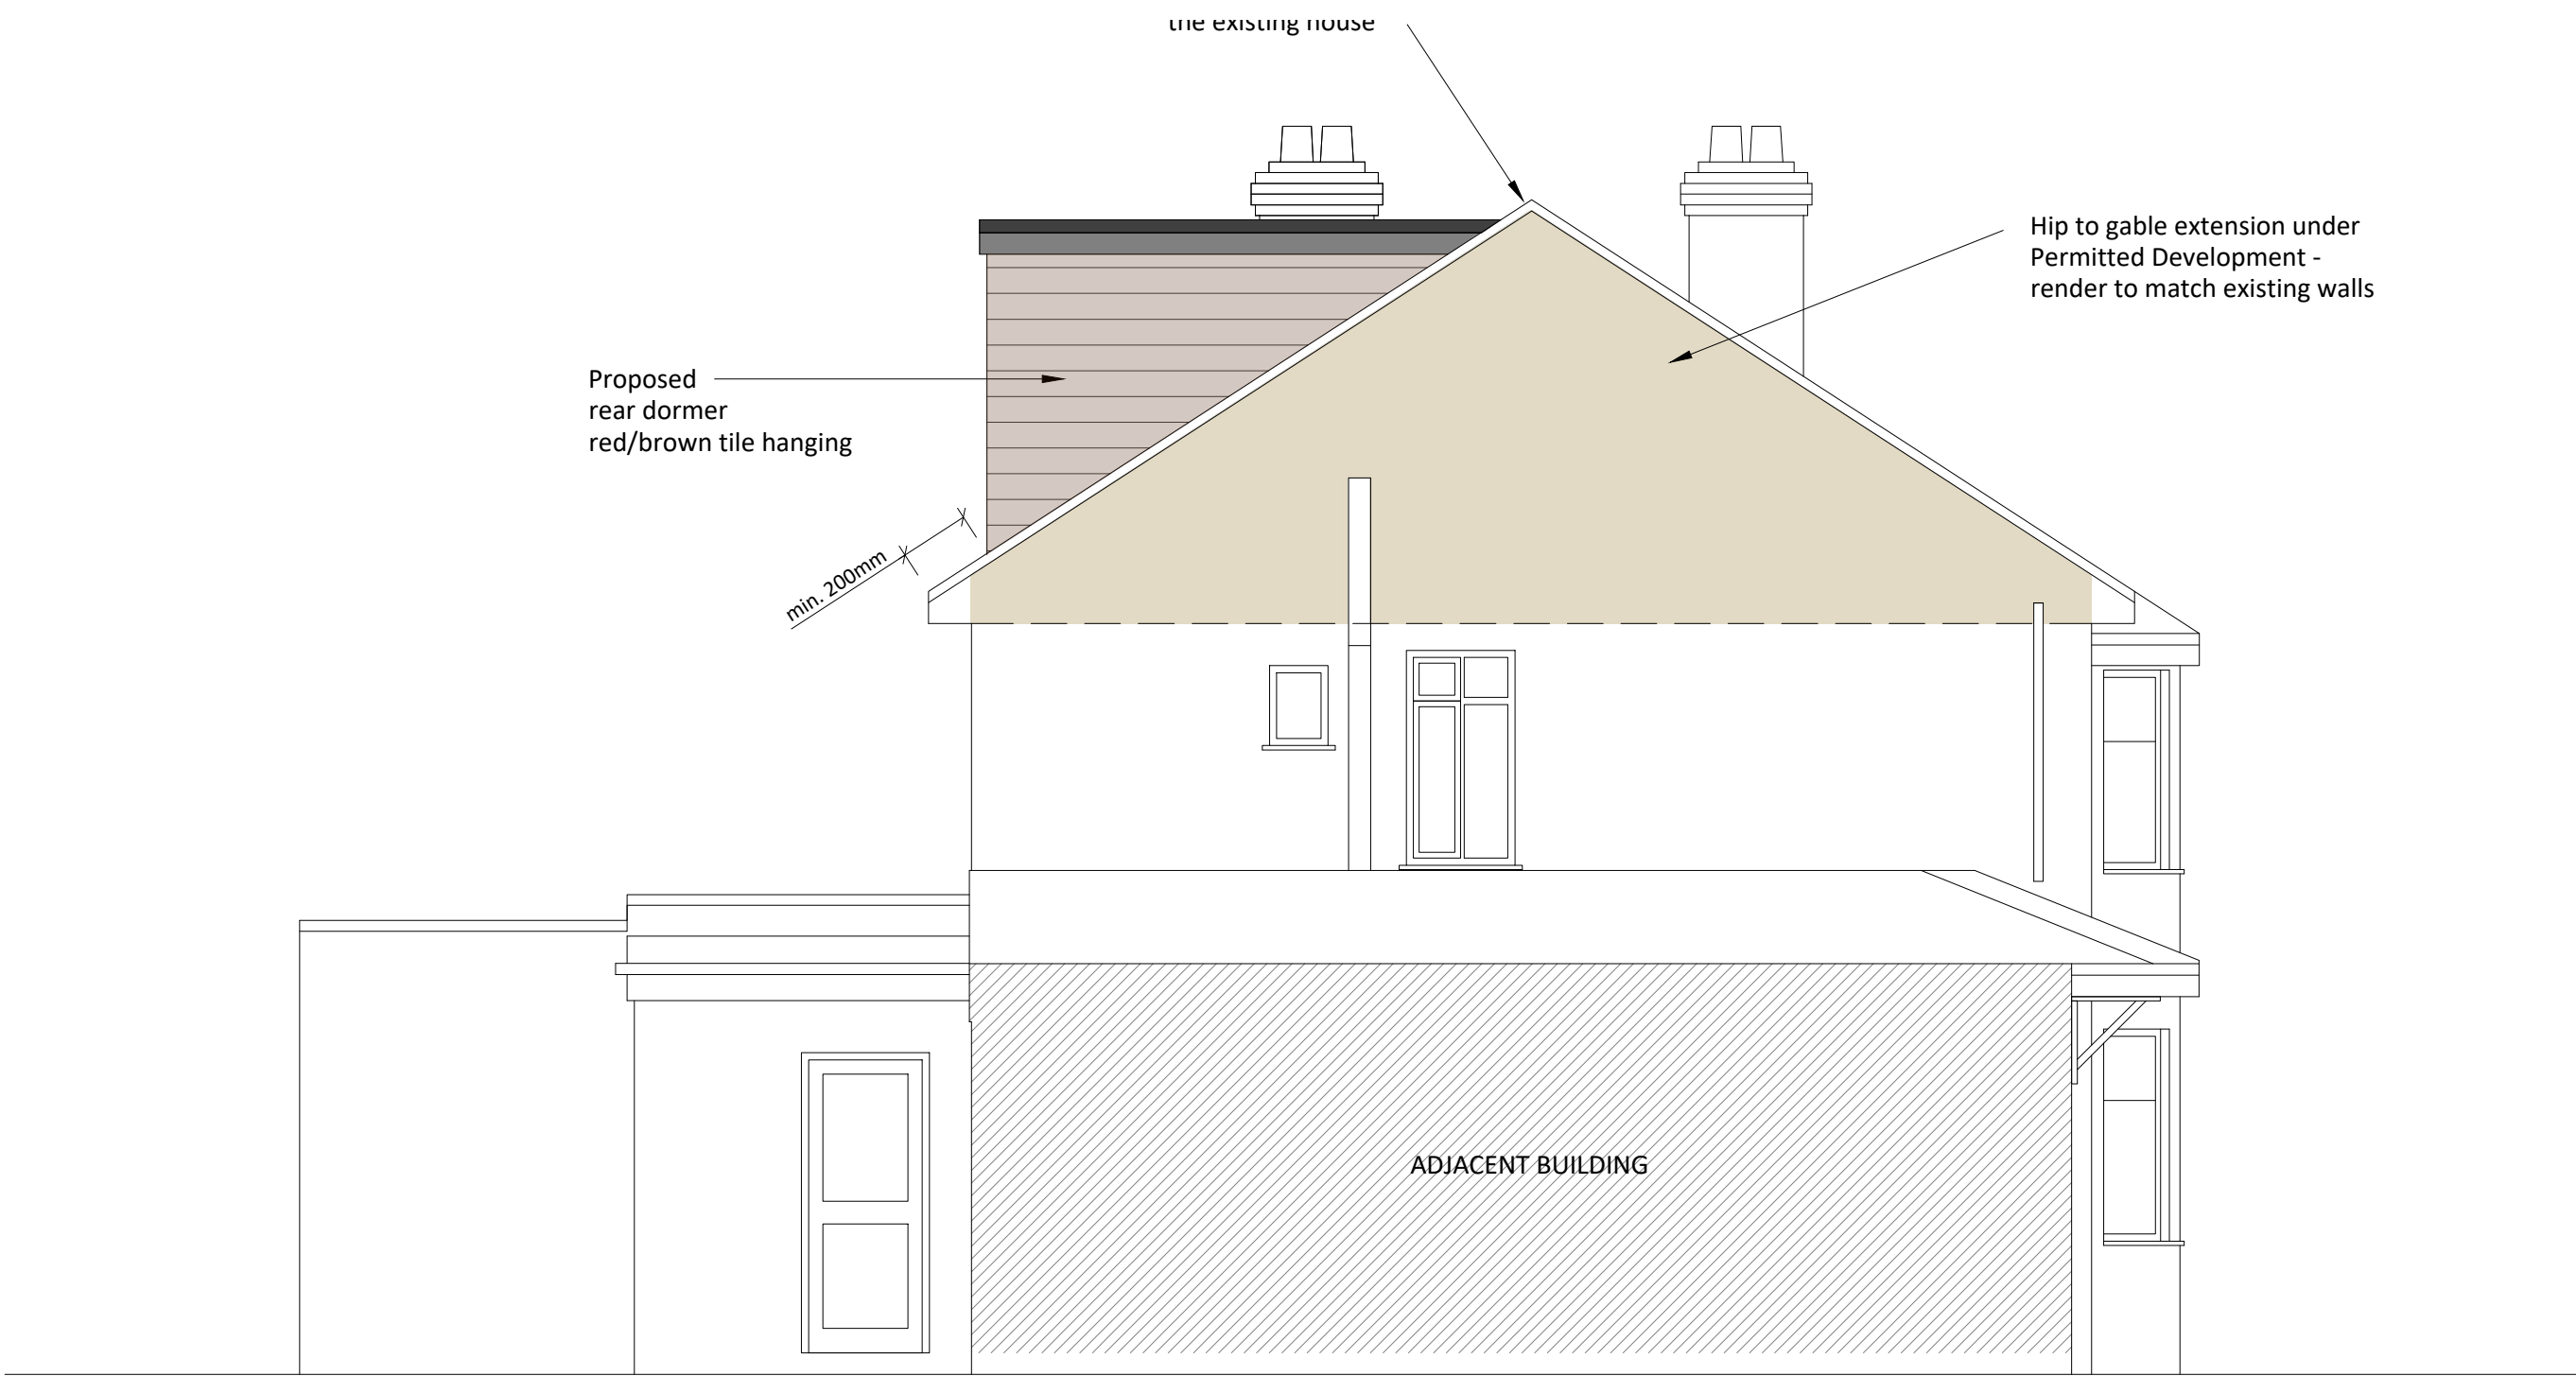 the existing house
Hip to gable extension under
Permitted Development -
render to match existing walls
Proposed
rear dormer
red/brown tile hanging
min. 200mm
ADJACENT BUILDING